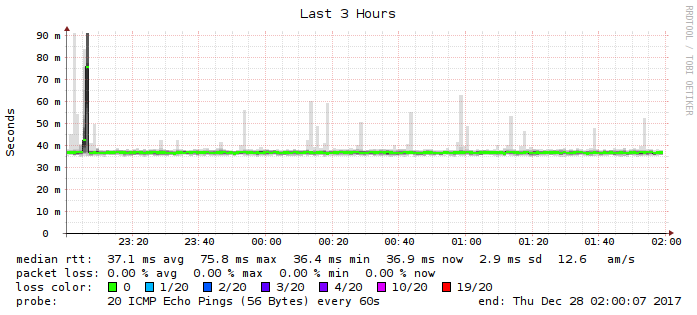 Last 3 Hours
RRDTOOL / TOBI OETIKER
Seconds
90 m
80 m
70 m
60 m
50 m
40 m
30 m
20 m
10 m
0
23:20 23:40 00:00 00:20 00:40 01:00 01:20 01:40 02:00
median rtt: 37.1 ms avg 75.8 ms max 36.4 ms min 36.9 ms now 2.9 ms sd 12.6 am/s
packet loss: 0.00 % avg 0.00 % max 0.00 % min 0.00 % now
loss color: 0 1/20 2/20 3/20 4/20 10/20 19/20
probe: 20 ICMP Echo Pings (56 Bytes) every 60s end: Thu Dec 28 02:00:07 2017